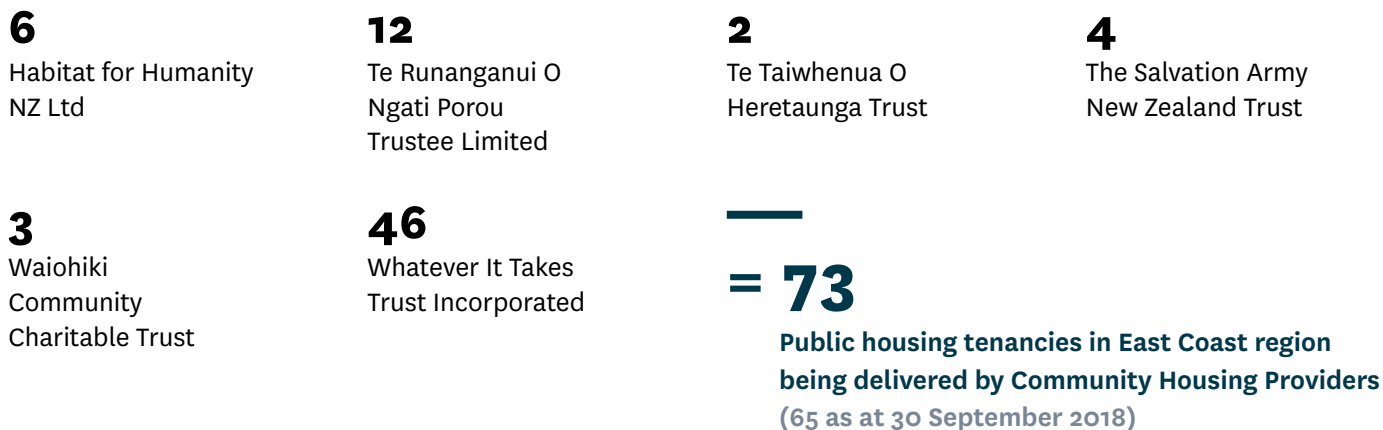 6
Habitat for Humanity
NZ Ltd
12
Te Runanganui O
Ngati Porou
Trustee Limited
2
Te Taiwhenua O
Heretaunga Trust
4
The Salvation Army
New Zealand Trust
3
Waiohiki
Community
Charitable Trust
46
Whatever It Takes
Trust Incorporated
= 73
Public housing tenancies in East Coast region
being delivered by Community Housing Providers
(65 as at 30 September 2018)